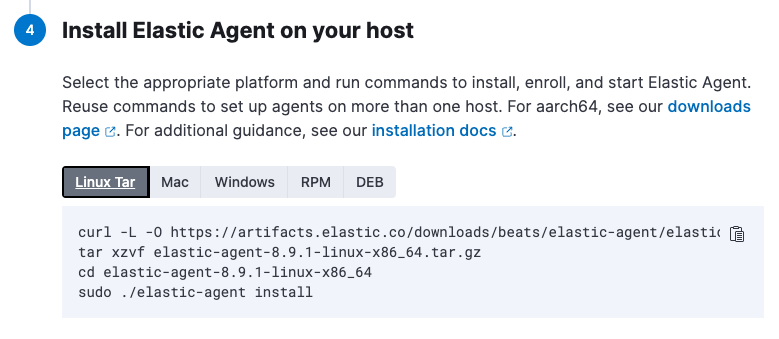 4
Install Elastic Agent on your host
Select the appropriate platform and run commands to install, enroll, and start Elastic Agent.
Reuse commands to set up agents on more than one host. For aarch64, see our downloads
page. For additional guidance, see our installation docs.
Linux Tar Mac Windows RPM DEB
curl -L -O https://artifacts.elastic.co/downloads/beats/elastic-agent/elastic
tar xzvf elastic-agent-8.9.1-linux-x86_64.tar.gz
cd elastic-agent-8.9.1-linux-x86_64
sudo ./elastic-agent install